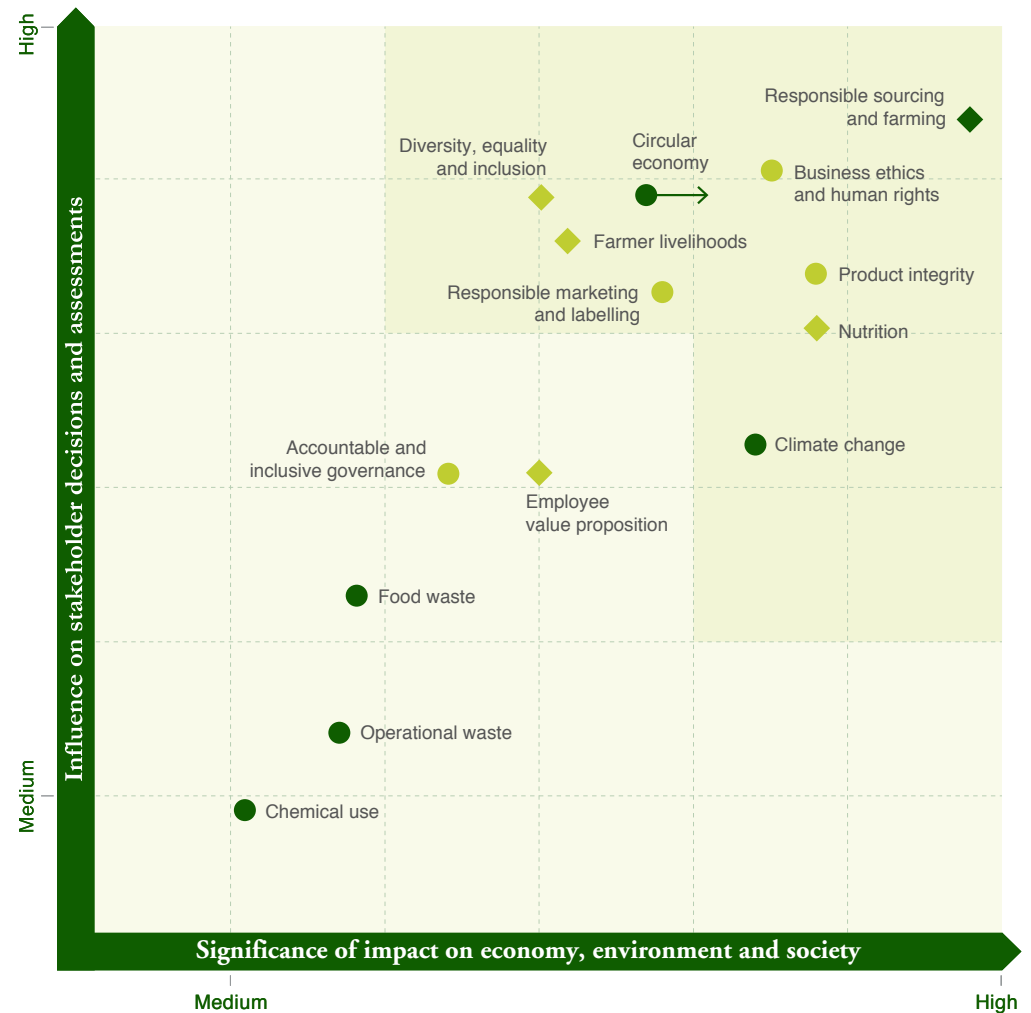 High
Responsible sourcing
and farming
Circular
economy
Diversity, equality
and inclusion
Business ethics
and human rights
Farmer livelihoods
Product integrity
Responsible marketing
and labelling
Nutrition
Accountable and
inclusive governance
Climate change
Employee
value proposition
Food waste
Operational waste
Chemical use
Influence on stakeholder decisions and assessments
Medium
Significance of impact on economy, environment and society
Medium
High